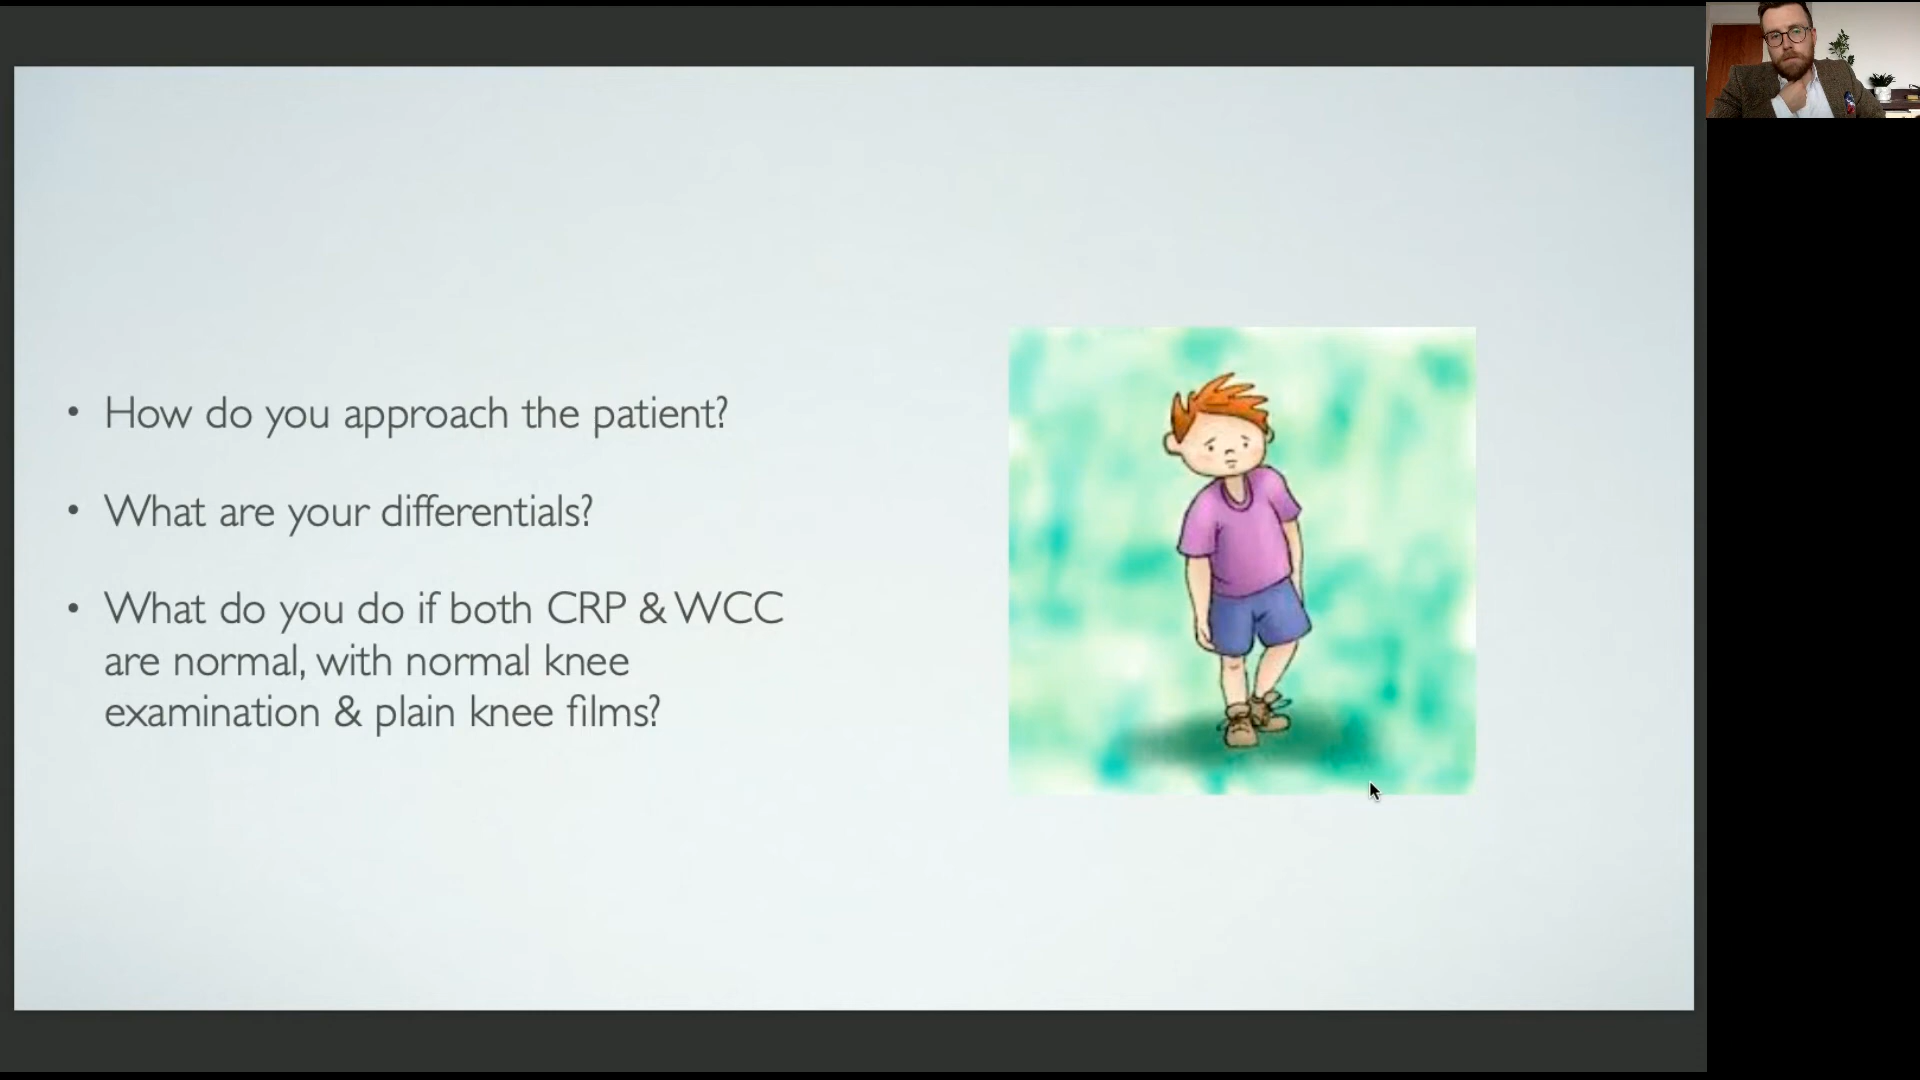 • How do you approach the patient?
• What are your differentials?
• What do you do if both CRP & WCC
are normal, with normal knee
examination & plain knee films?